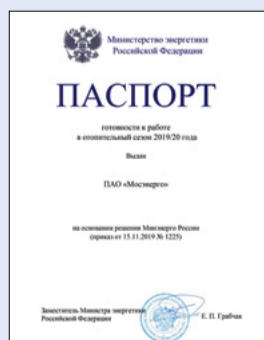 Министерство энергетики
Российской Федерации
ПАСПОРТ
готовности к работе
в отопительный сезон 2019/20 года
Выдан
ПАО «Мосэнерго»
на основании решения Минэнерго России
(приказ от 15.11.2019 № 1225)
Заместитель Министра энергетики
Российской Федерации
Е. П. Грабчак